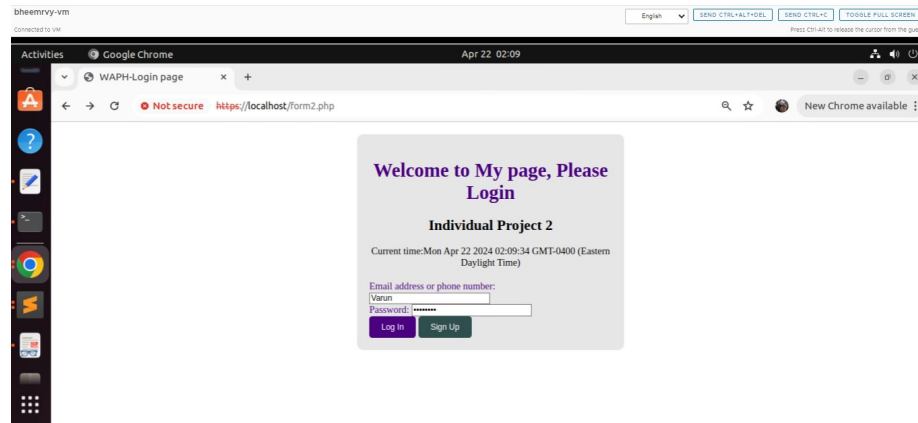 bheemrvy-vm
English
SEND CTRL+ALT+DEL
SEND CTRL+C
TOGGLE FULL SCREEN
Connected to VM
Press Ctrl-Alt to release the cursor from the gue
Activities
Google Chrome
Apr 22 02:09
WAPH-Login page
Not secure
https://localhost/form2.php
New Chrome available
Welcome to My page, Please
Login
Individual Project 2
Current time:Mon Apr 22 2024 02:09:34 GMT-0400 (Eastern
Daylight Time)
Email address or phone number:
Varun
Password: ••••••••
Log In
Sign Up